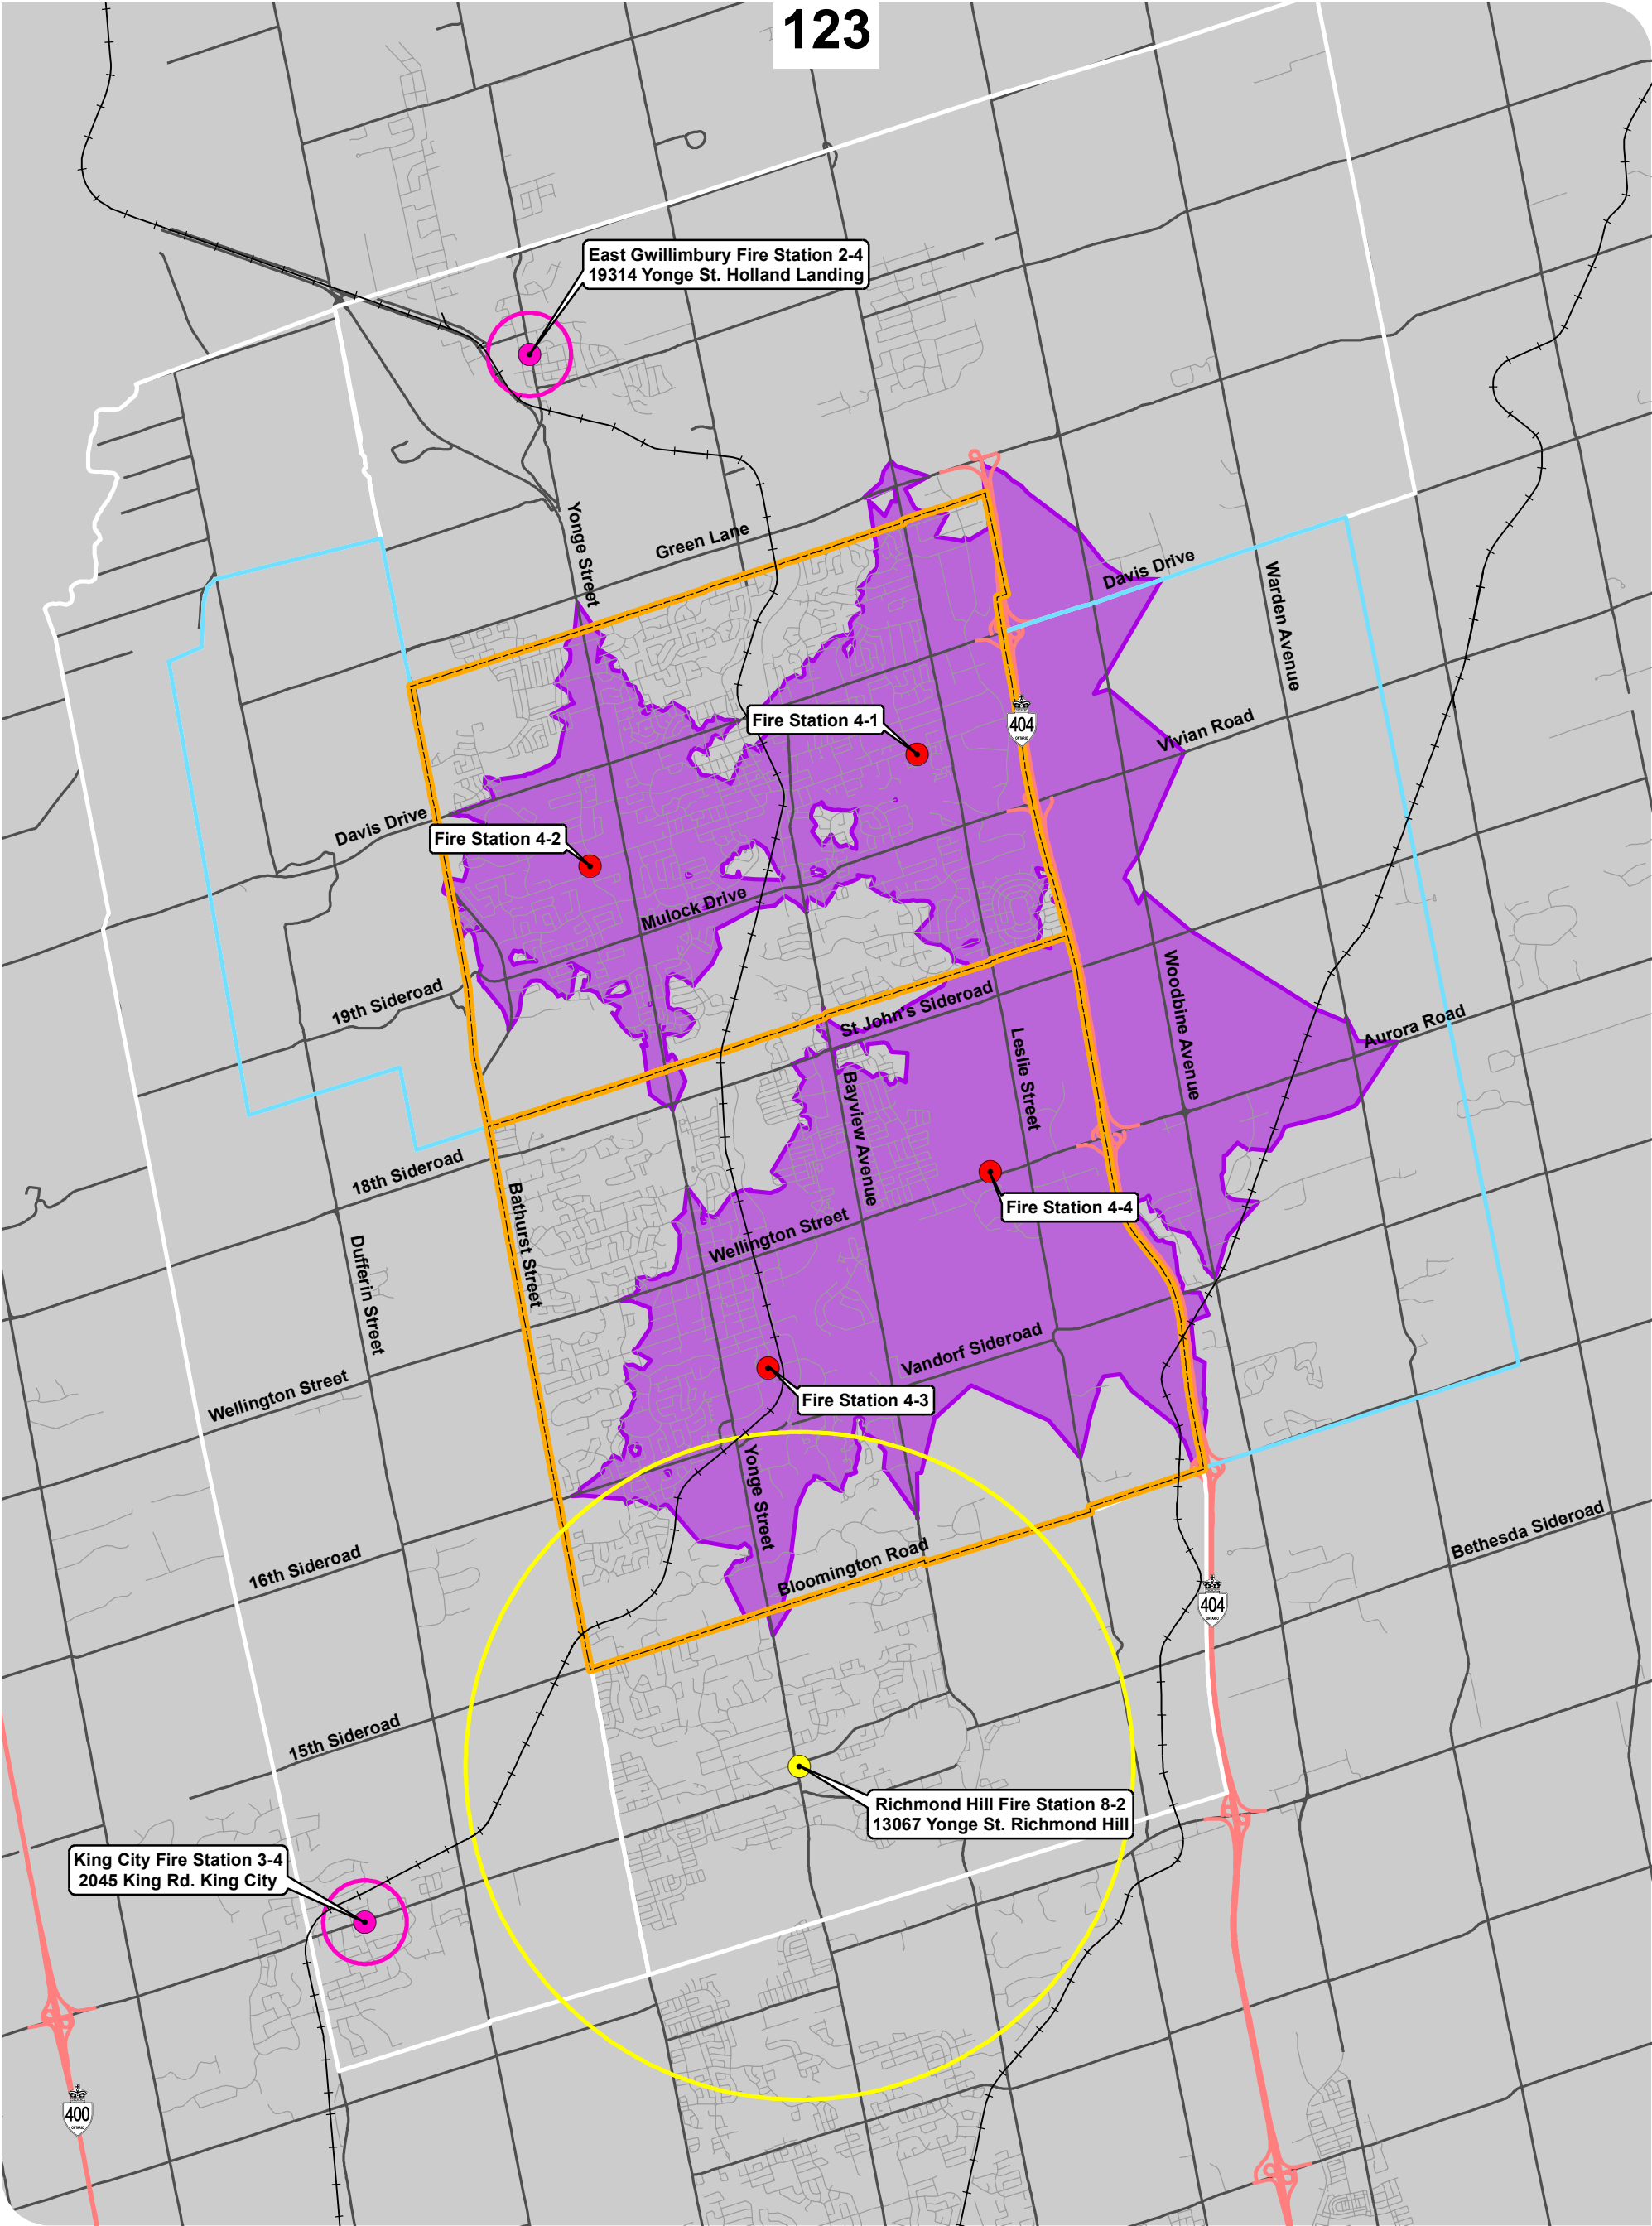 123
East Gwillimbury Fire Station 2-4
19314 Yonge St. Holland Landing
Yonge Street
Green Lane
Davis Drive
Warden Avenue
Fire Station 4-1
404
ONTARIO
Vivian Road
Davis Drive
Fire Station 4-2
Mulock Drive
19th Sideroad
St John's Sideroad
Woodbine Avenue
Aurora Road
Leslie Street
Bayview Avenue
18th Sideroad
Bathurst Street
Fire Station 4-4
Wellington Street
Dufferin Street
Vandorf Sideroad
Wellington Street
Fire Station 4-3
Yonge Street
Bethesda Sideroad
16th Sideroad
Bloomington Road
404
ONTARIO
15th Sideroad
Richmond Hill Fire Station 8-2
13067 Yonge St. Richmond Hill
King City Fire Station 3-4
2045 King Rd. King City
400
ONTARIO